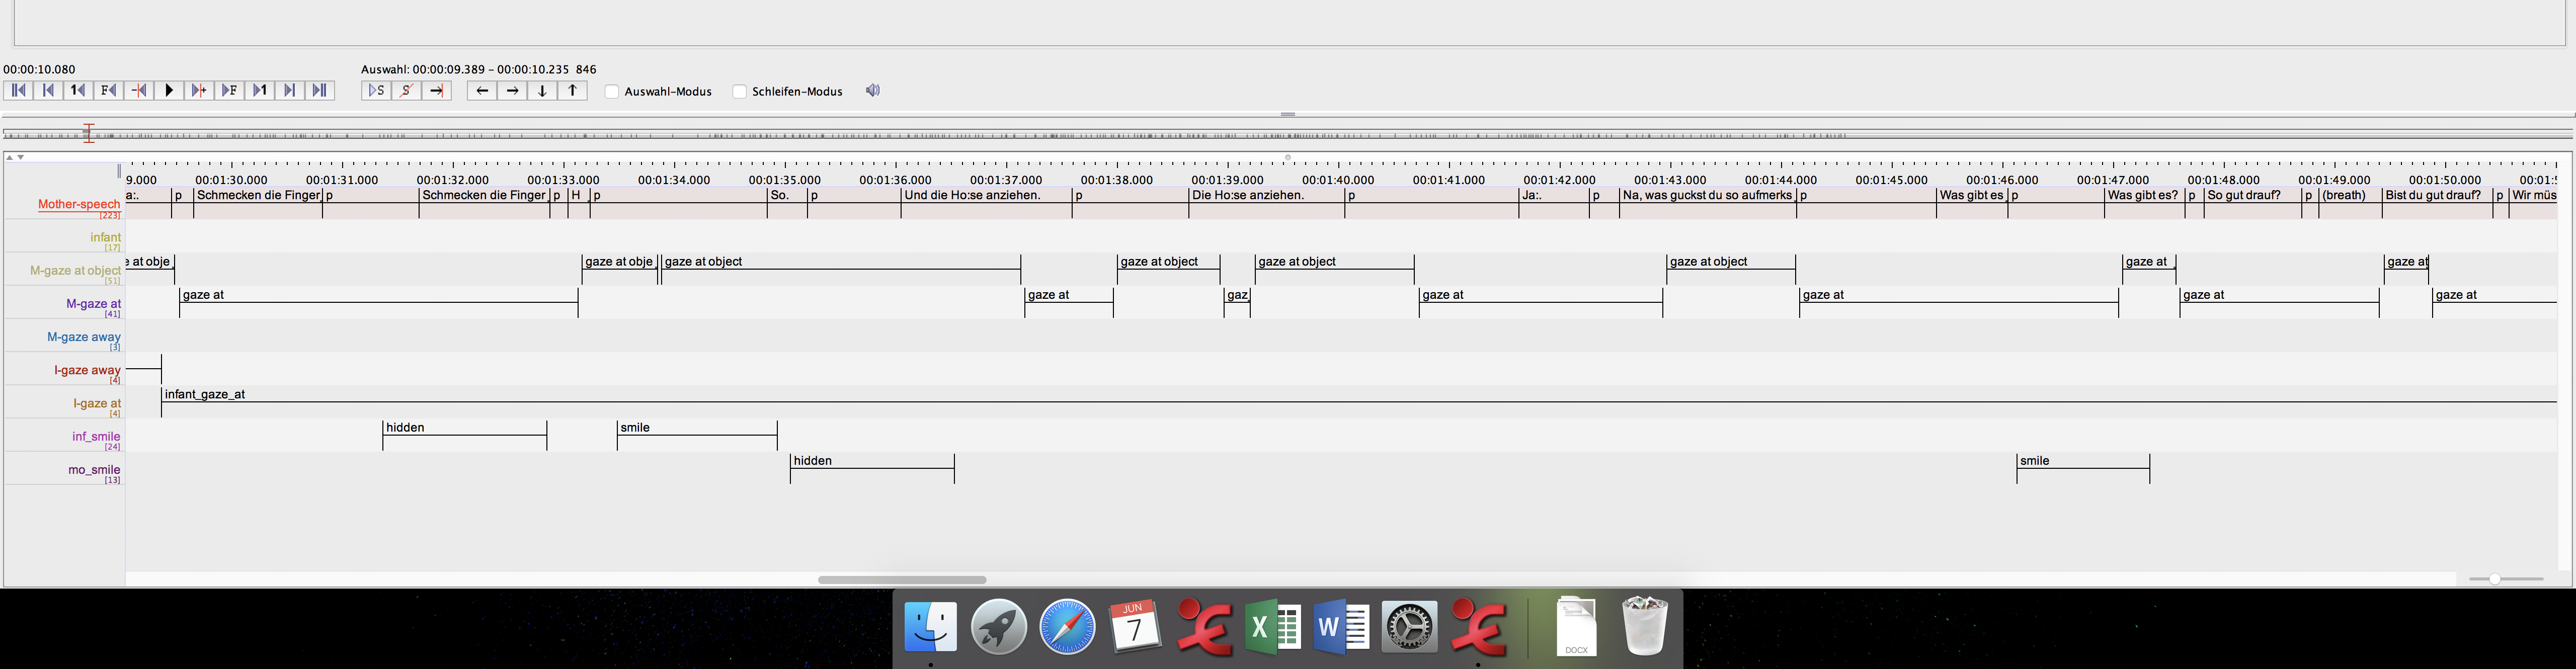 00:00:10.080
Auswahl: 00:00:09.389 - 00:00:10.235 846
1 F F 1 S S Auswahl-Modus Schleifen-Modus
9.000 00:01:30.000 00:01:31.000 00:01:32.000 00:01:33.000 00:01:34.000 00:01:35.000 00:01:36.000 00:01:37.000 00:01:38.000 00:01:39.000 00:01:40.000 00:01:41.000 00:01:42.000 00:01:43.000 00:01:44.000 00:01:45.000 00:01:46.000 00:01:47.000 00:01:48.000 00:01:49.000 00:01:50.000 00:01:5
Mother-speech a:. p Schmecken die Finger p Schmecken die Finger p H p So. p Und die Ho:se anziehen. p Die Ho:se anziehen. p Ja:. p Na, was guckst du so aufmerks p Was gibt es p Was gibt es? p So gut drauf? p (breath) Bist du gut drauf? p Wir müs
[223]
infant
[17]
M-gaze at object e at obje gaze at obje gaze at object gaze at object gaze at object gaze at object gaze at gaze at
[51]
M-gaze at gaze at gaze at gaz gaze at gaze at gaze at gaze at
[41]
M-gaze away
[3]
I-gaze away
[4]
I-gaze at infant_gaze_at
[4]
inf_smile hidden smile
[24]
mo_smile hidden smile
[13]
JUN
7
X
W
DOCX